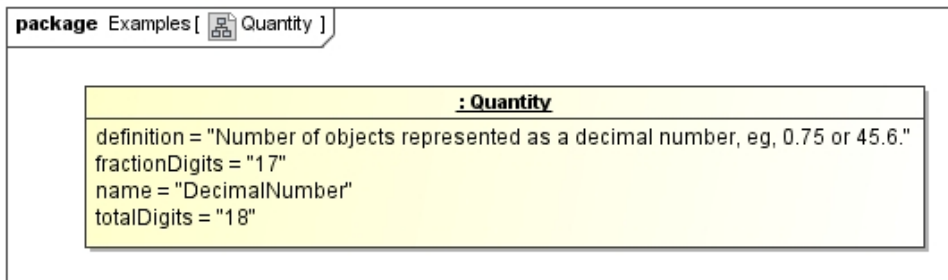 package Examples [ Quantity ]
: Quantity
definition = "Number of objects represented as a decimal number, eg, 0.75 or 45.6."
fractionDigits = "17"
name = "DecimalNumber"
totalDigits = "18"